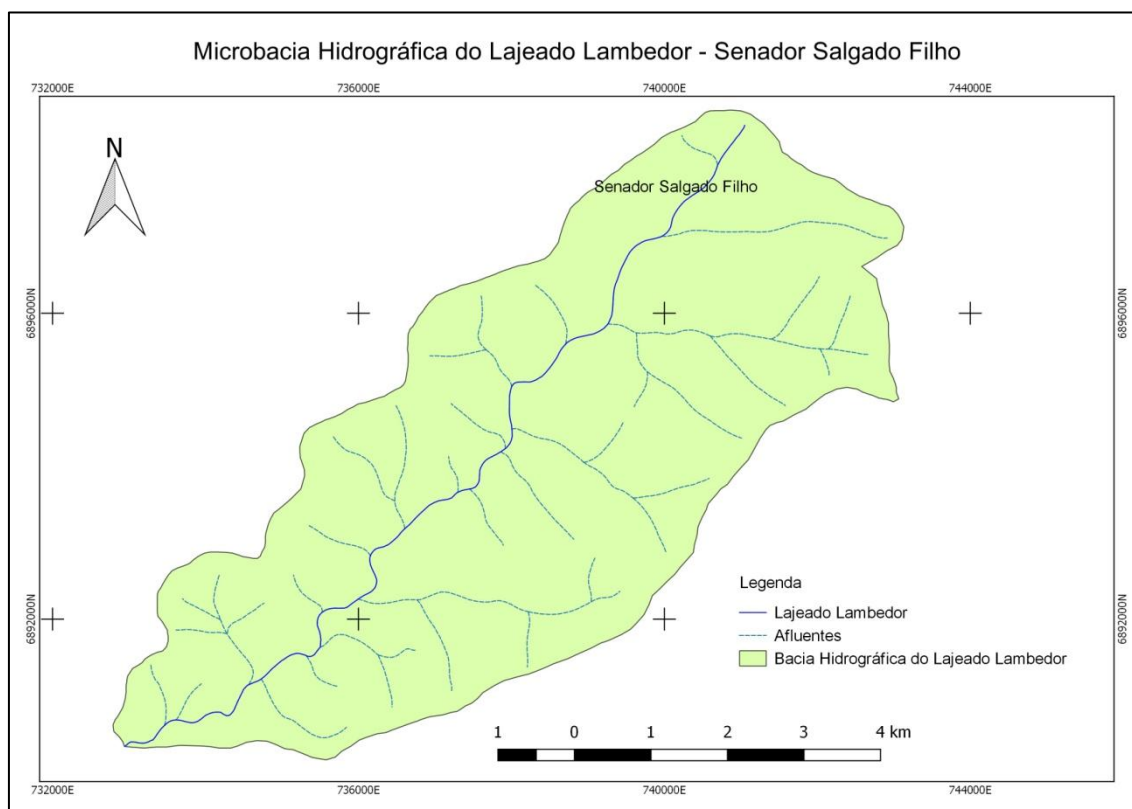 Microbacia Hidrográfica do Lajeado Lambedor - Senador Salgado Filho
732000E 736000E 740000E 744000E
N
Senador Salgado Filho
6896000N 6896000N
6892000N 6892000N
Legenda
Lajeado Lambedor
Afluentes
Bacia Hidrográfica do Lajeado Lambedor
1 0 1 2 3 4 km
732000E 736000E 740000E 744000E